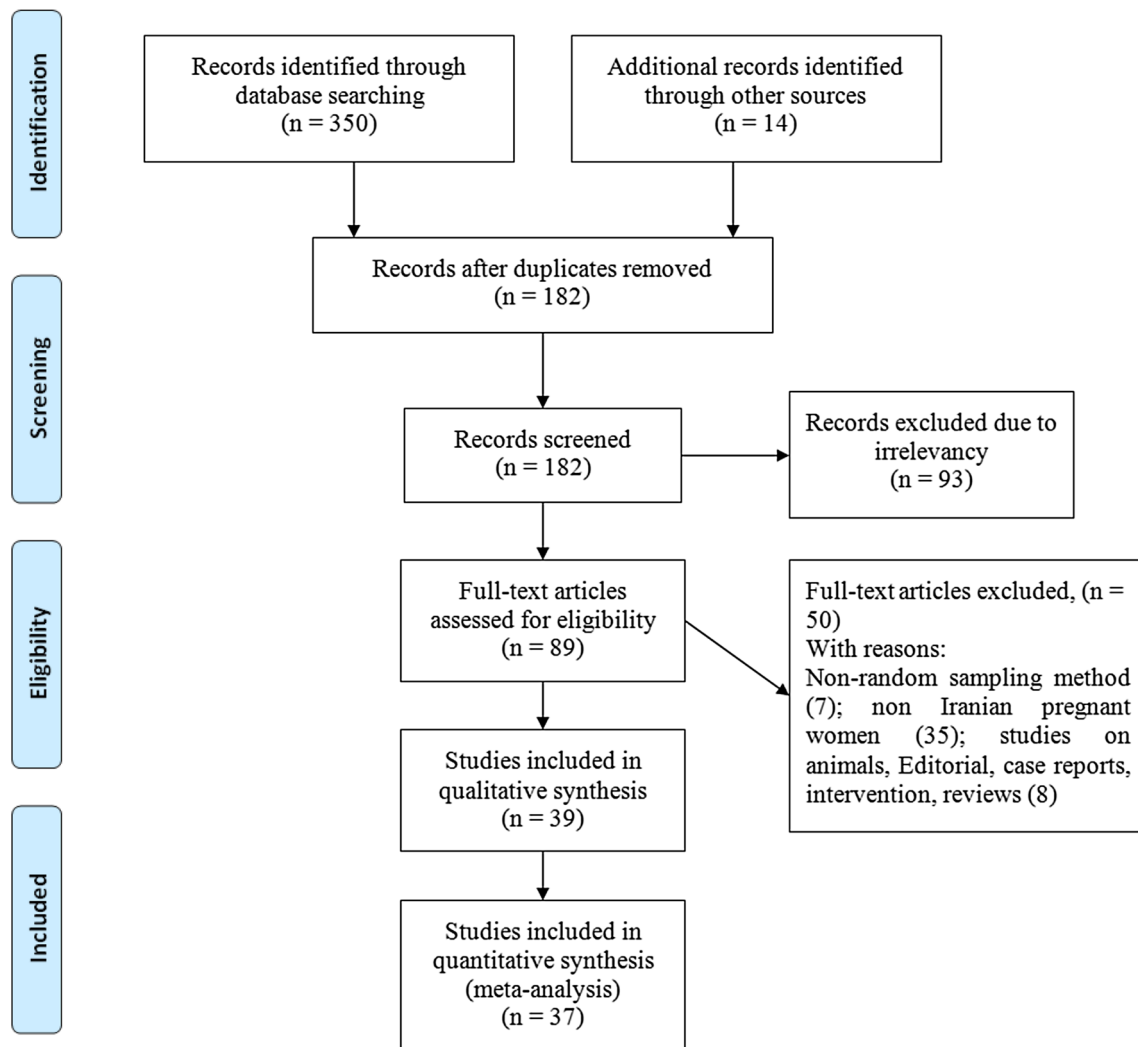 Identification
Records identified through
database searching
(n = 350)
Additional records identified
through other sources
(n = 14)
Records after duplicates removed
(n = 182)
Screening
Records screened
(n = 182)
Records excluded due to
irrelevancy
(n = 93)
Eligibility
Full-text articles
assessed for eligibility
(n = 89)
Full-text articles excluded, (n =
50)
With reasons:
Non-random sampling method
(7); non Iranian pregnant
women (35); studies on
animals, Editorial, case reports,
intervention, reviews (8)
Studies included in
qualitative synthesis
(n = 39)
Included
Studies included in
quantitative synthesis
(meta-analysis)
n = 37)